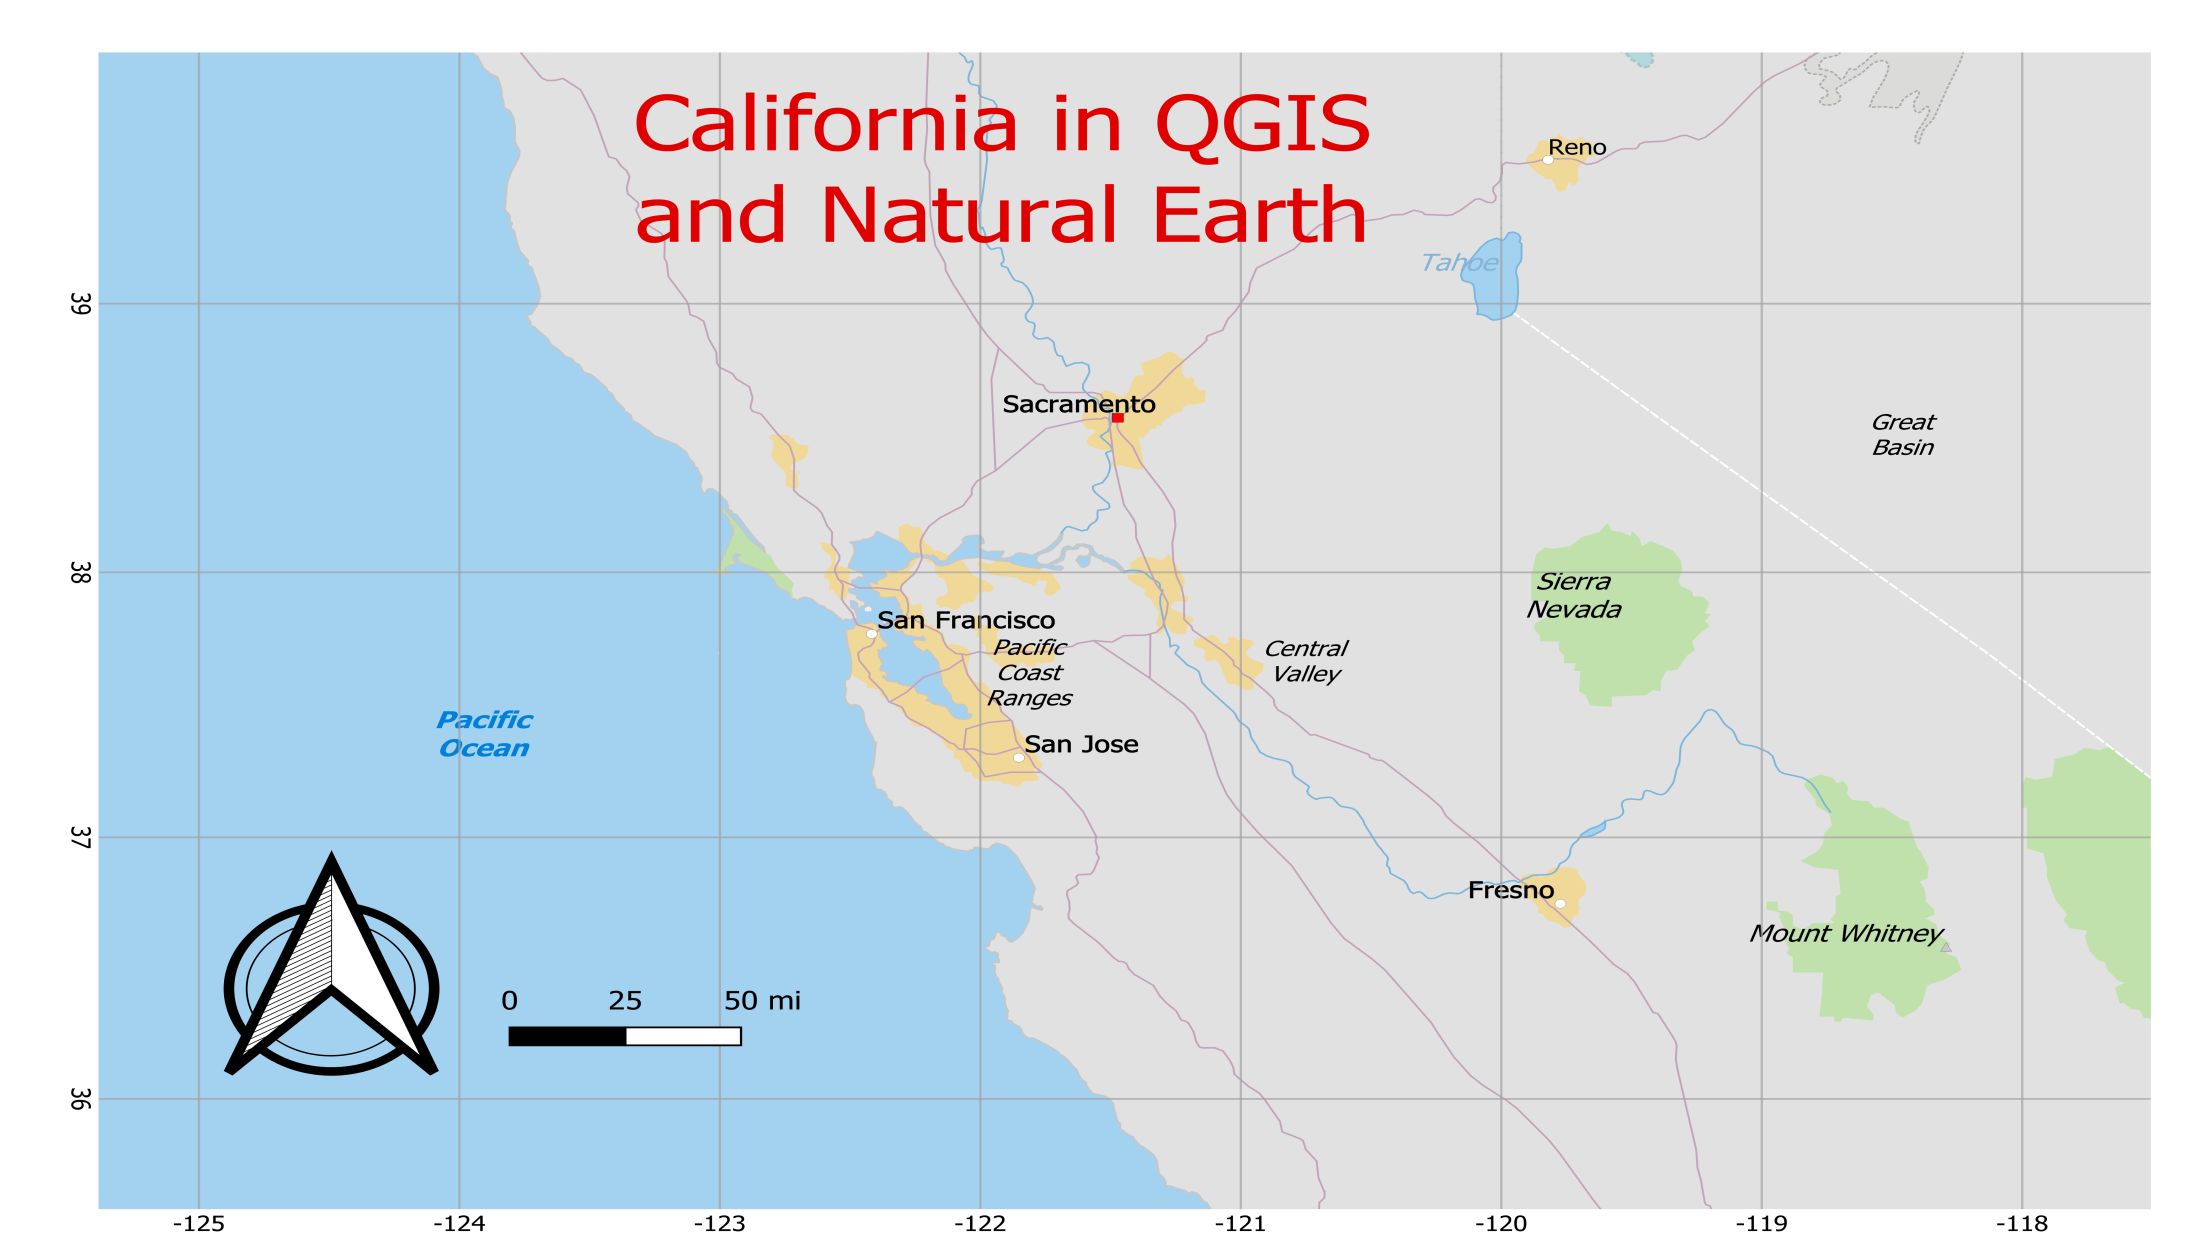 California in QGIS
and Natural Earth
Reno
Tahoe
39
Sacramento
Great
Basin
38
Sierra
Nevada
San Francisco
Pacific
Coast
Ranges
Central
Valley
Pacific
Ocean
San Jose
37
Fresno
Mount Whitney
0 25 50 mi
36
-125 -124 -123 -122 -121 -120 -119 -118